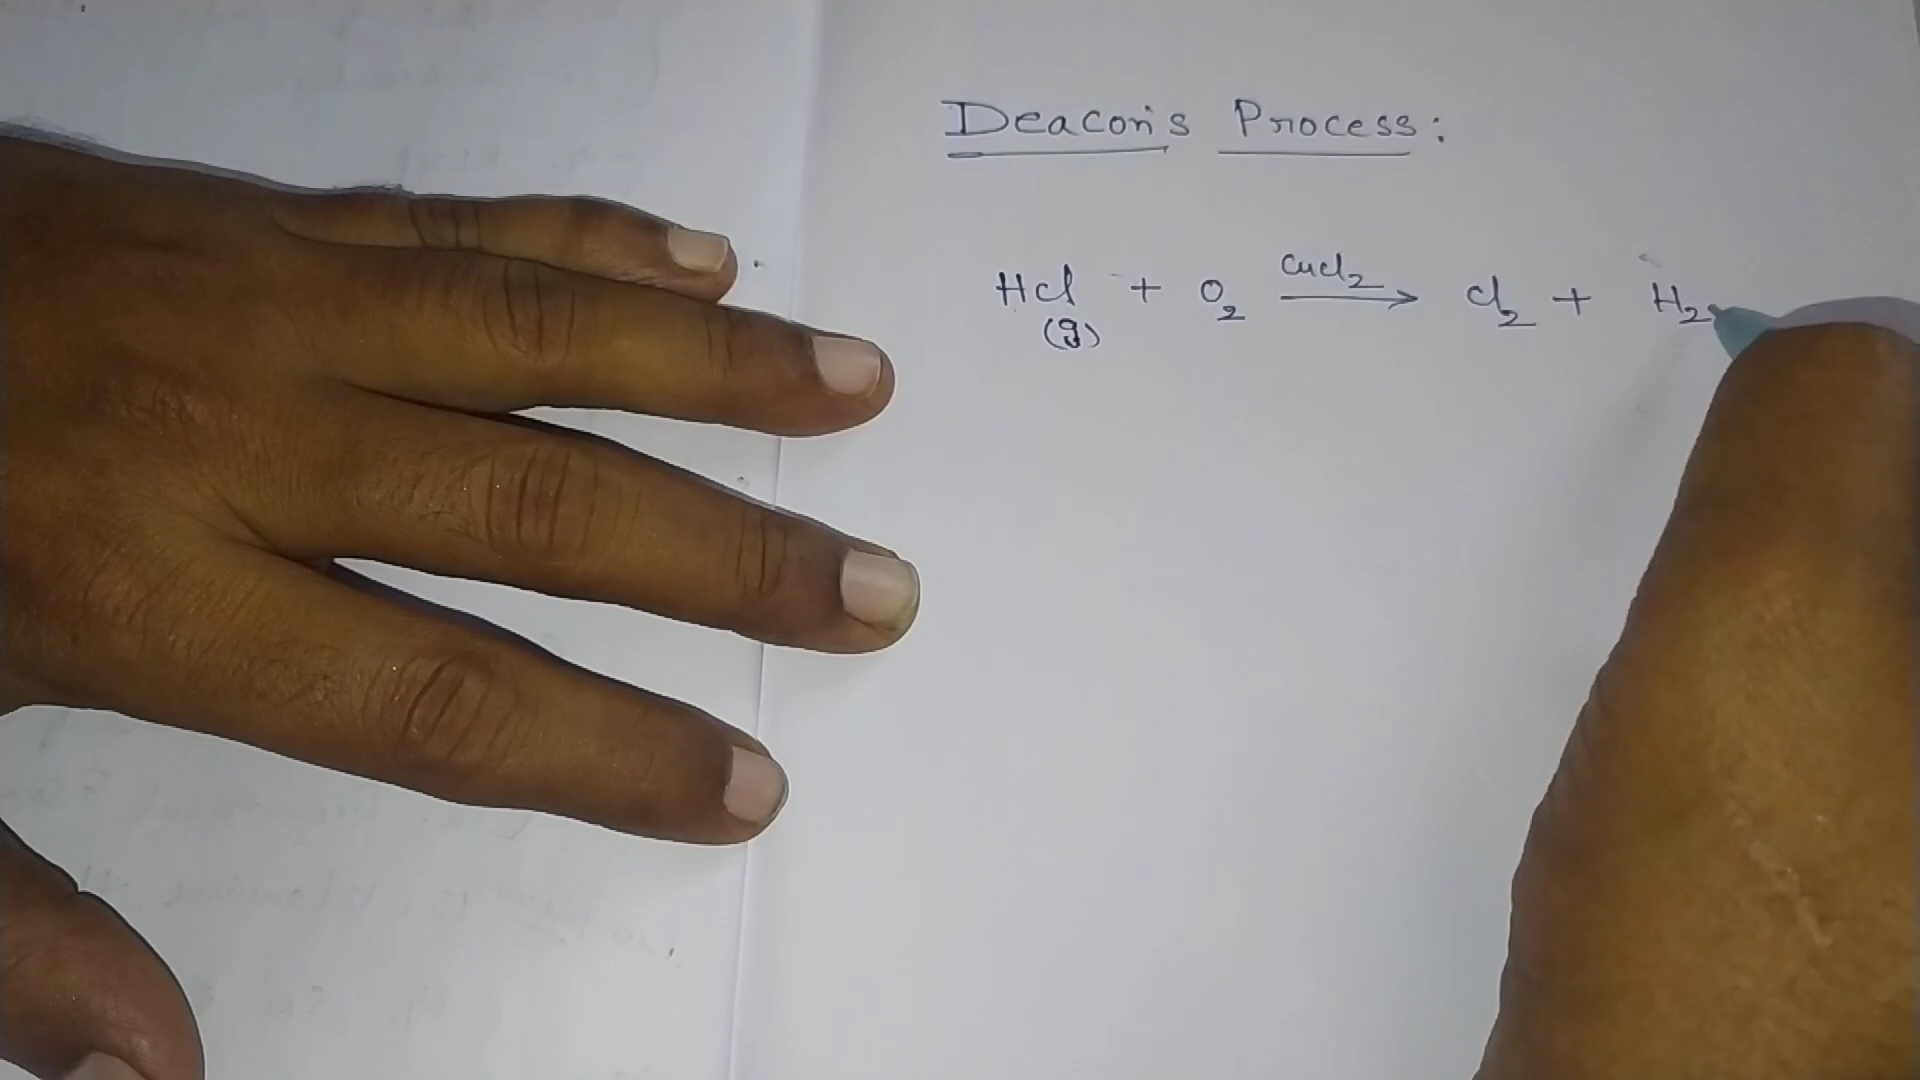 Deacon's Process:
CuCl2
HCl + O2 → Cl2 + H2
(g)